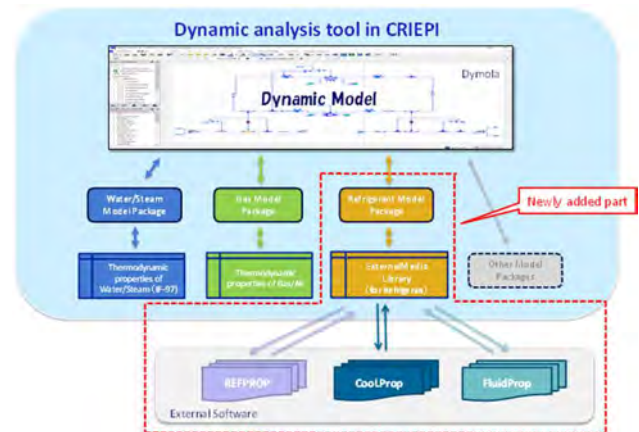 Dynamic analysis tool in CRIEPI
Dymola
Dynamic Model
Water/Steam
Model Package
Gas Model
Package
Refrigerant Model
Package
Newly added part
Thermodynamic
properties of
Water/Steam (IF-97)
Thermodynamic
properties of Gas/Air
ExternalMedia
Library
Other Model
Packages
REFPROP
CoolProp
FluidProp
External Software